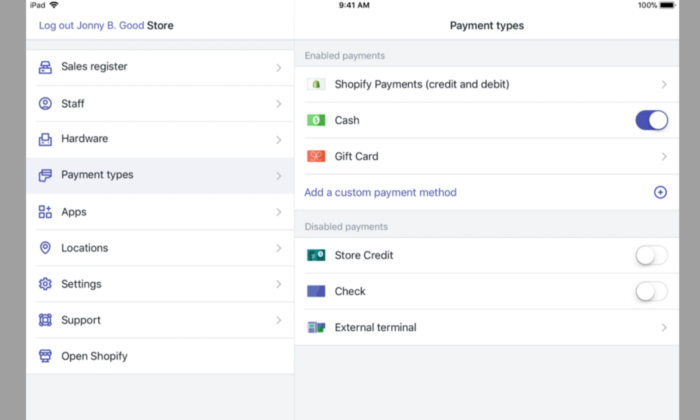 iPad
9:41 AM
100%
Log out Jonny B. Good Store
Sales register
Staff
Hardware
Payment types
Apps
Locations
Settings
Support
Open Shopify
Payment types
Enabled payments
Shopify Payments (credit and debit)
Cash
Gift Card
Add a custom payment method
Disabled payments
Store Credit
Check
External terminal